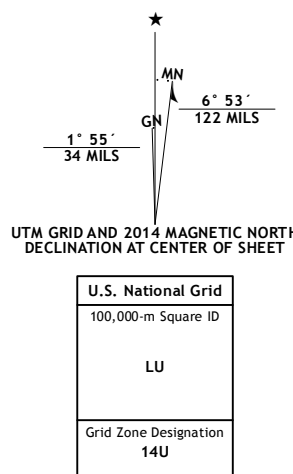 ★
MN
6° 53´
122 MILS
GN
1° 55´
34 MILS
UTM GRID AND 2014 MAGNETIC NORTH
DECLINATION AT CENTER OF SHEET
U.S. National Grid
100,000-m Square ID
LU
Grid Zone Designation
14U